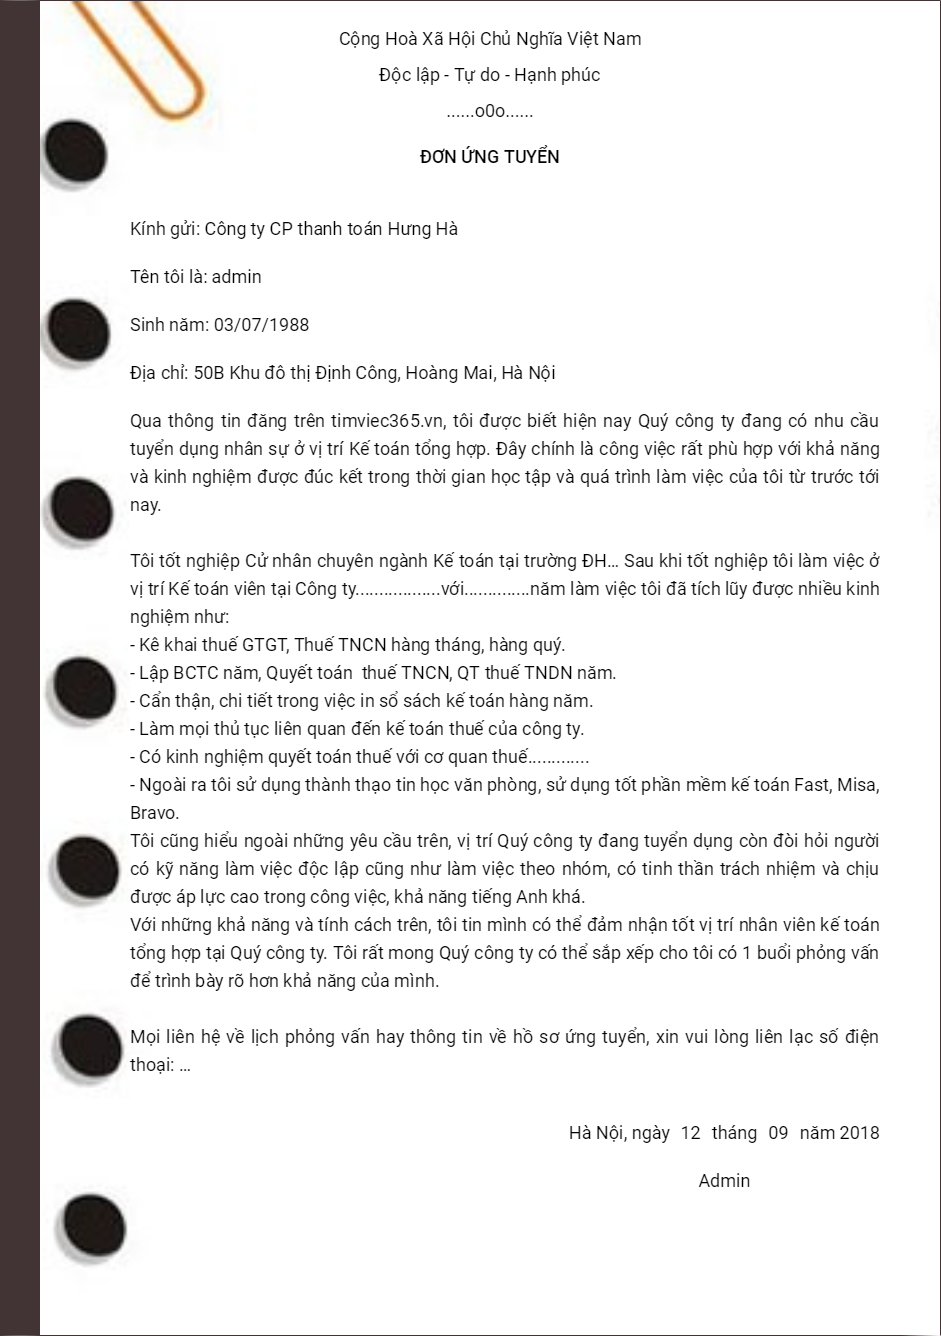 Cộng Hoà Xã Hội Chủ Nghĩa Việt Nam
Độc lập - Tự do - Hạnh phúc
......o0o......
ĐƠN ỨNG TUYỂN
Kính gửi: Công ty CP thanh toán Hưng Hà
Tên tôi là: admin
Sinh năm: 03/07/1988
Địa chỉ: 50B Khu đô thị Định Công, Hoàng Mai, Hà Nội
Qua thông tin đăng trên timviec365.vn, tôi được biết hiện nay Quý công ty đang có nhu cầu
tuyển dụng nhân sự ở vị trí Kế toán tổng hợp. Đây chính là công việc rất phù hợp với khả năng
và kinh nghiệm được đúc kết trong thời gian học tập và quá trình làm việc của tôi từ trước tới
nay.
Tôi tốt nghiệp Cử nhân chuyên ngành Kế toán tại trường ĐH... Sau khi tốt nghiệp tôi làm việc ở
vị trí Kế toán viên tại Công ty.................với.............năm làm việc tôi đã tích lũy được nhiều kinh
nghiệm như:
- Kê khai thuế GTGT, Thuế TNCN hàng tháng, hàng quý.
- Lập BCTC năm, Quyết toán  thuế TNCN, QT thuế TNDN năm.
- Cẩn thận, chi tiết trong việc in sổ sách kế toán hàng năm.
- Làm mọi thủ tục liên quan đến kế toán thuế của công ty.
- Có kinh nghiệm quyết toán thuế với cơ quan thuế.............
- Ngoài ra tôi sử dụng thành thạo tin học văn phòng, sử dụng tốt phần mềm kế toán Fast, Misa,
Bravo.
Tôi cũng hiểu ngoài những yêu cầu trên, vị trí Quý công ty đang tuyển dụng còn đòi hỏi người
có kỹ năng làm việc độc lập cũng như làm việc theo nhóm, có tinh thần trách nhiệm và chịu
được áp lực cao trong công việc, khả năng tiếng Anh khá.
Với những khả năng và tính cách trên, tôi tin mình có thể đảm nhận tốt vị trí nhân viên kế toán
tổng hợp tại Quý công ty. Tôi rất mong Quý công ty có thể sắp xếp cho tôi có 1 buổi phỏng vấn
để trình bày rõ hơn khả năng của mình.
Mọi liên hệ về lịch phỏng vấn hay thông tin về hồ sơ ứng tuyển, xin vui lòng liên lạc số điện
thoại: ...
Hà Nội, ngày  12  tháng  09  năm 2018
Admin